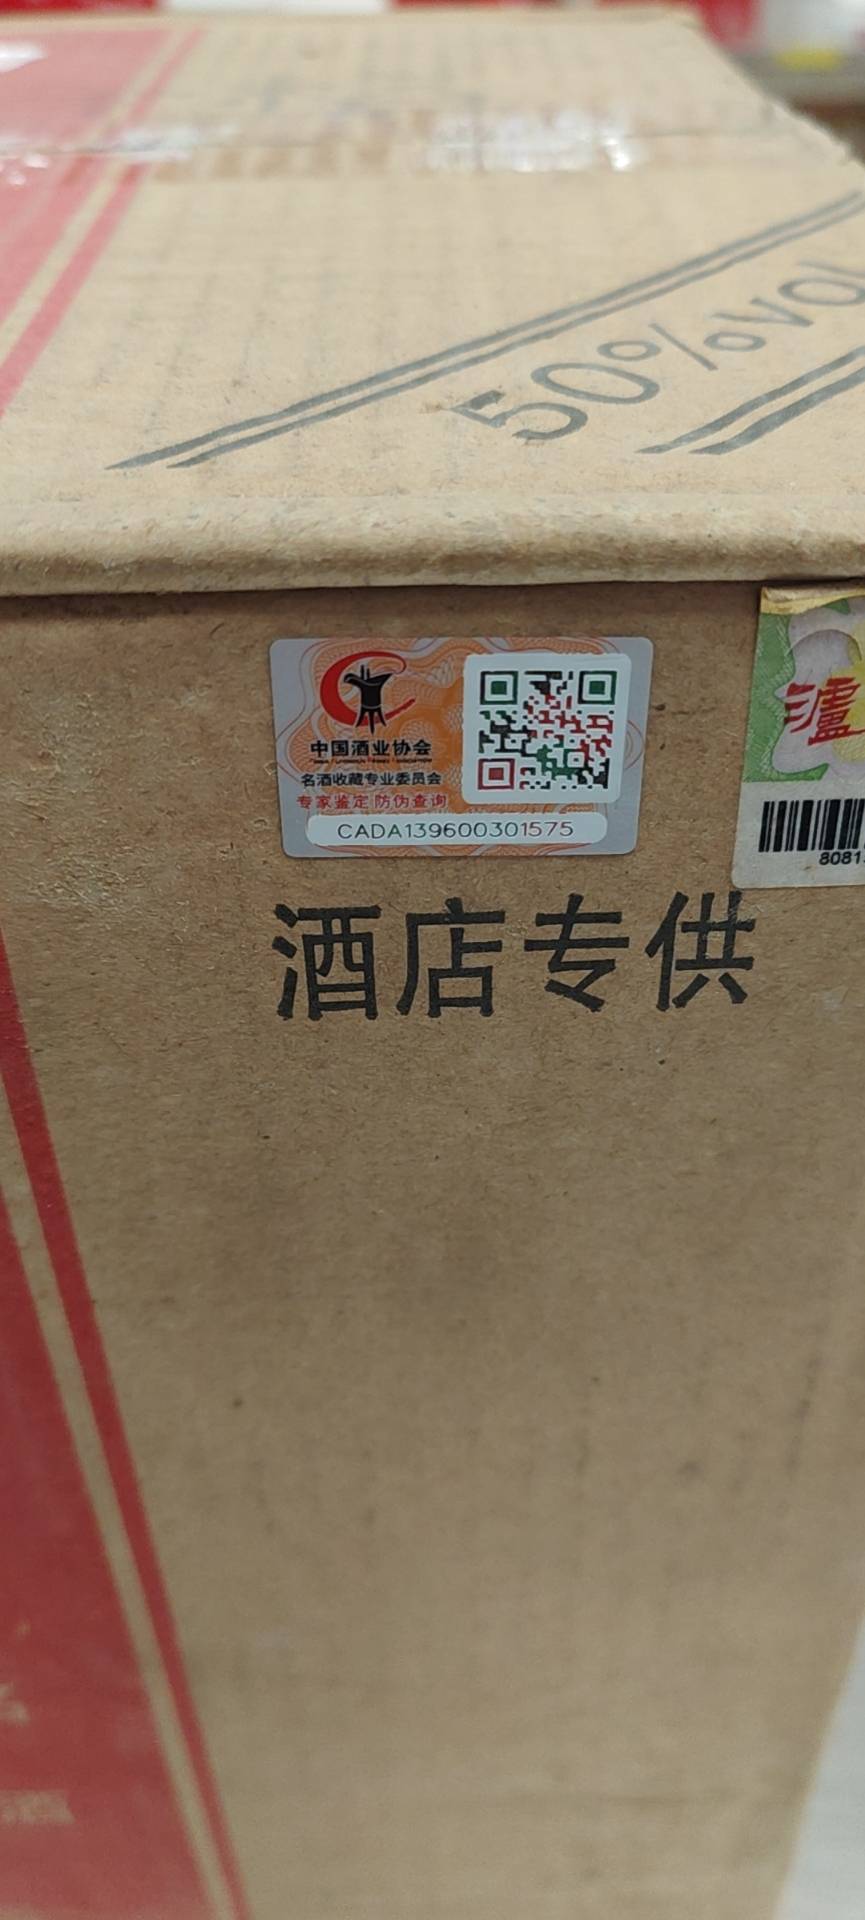 50%vol
中国酒业协会
名酒收藏专业委员会
专家鉴定 防伪查询
CADA139600301575
泸
8081
酒店专供